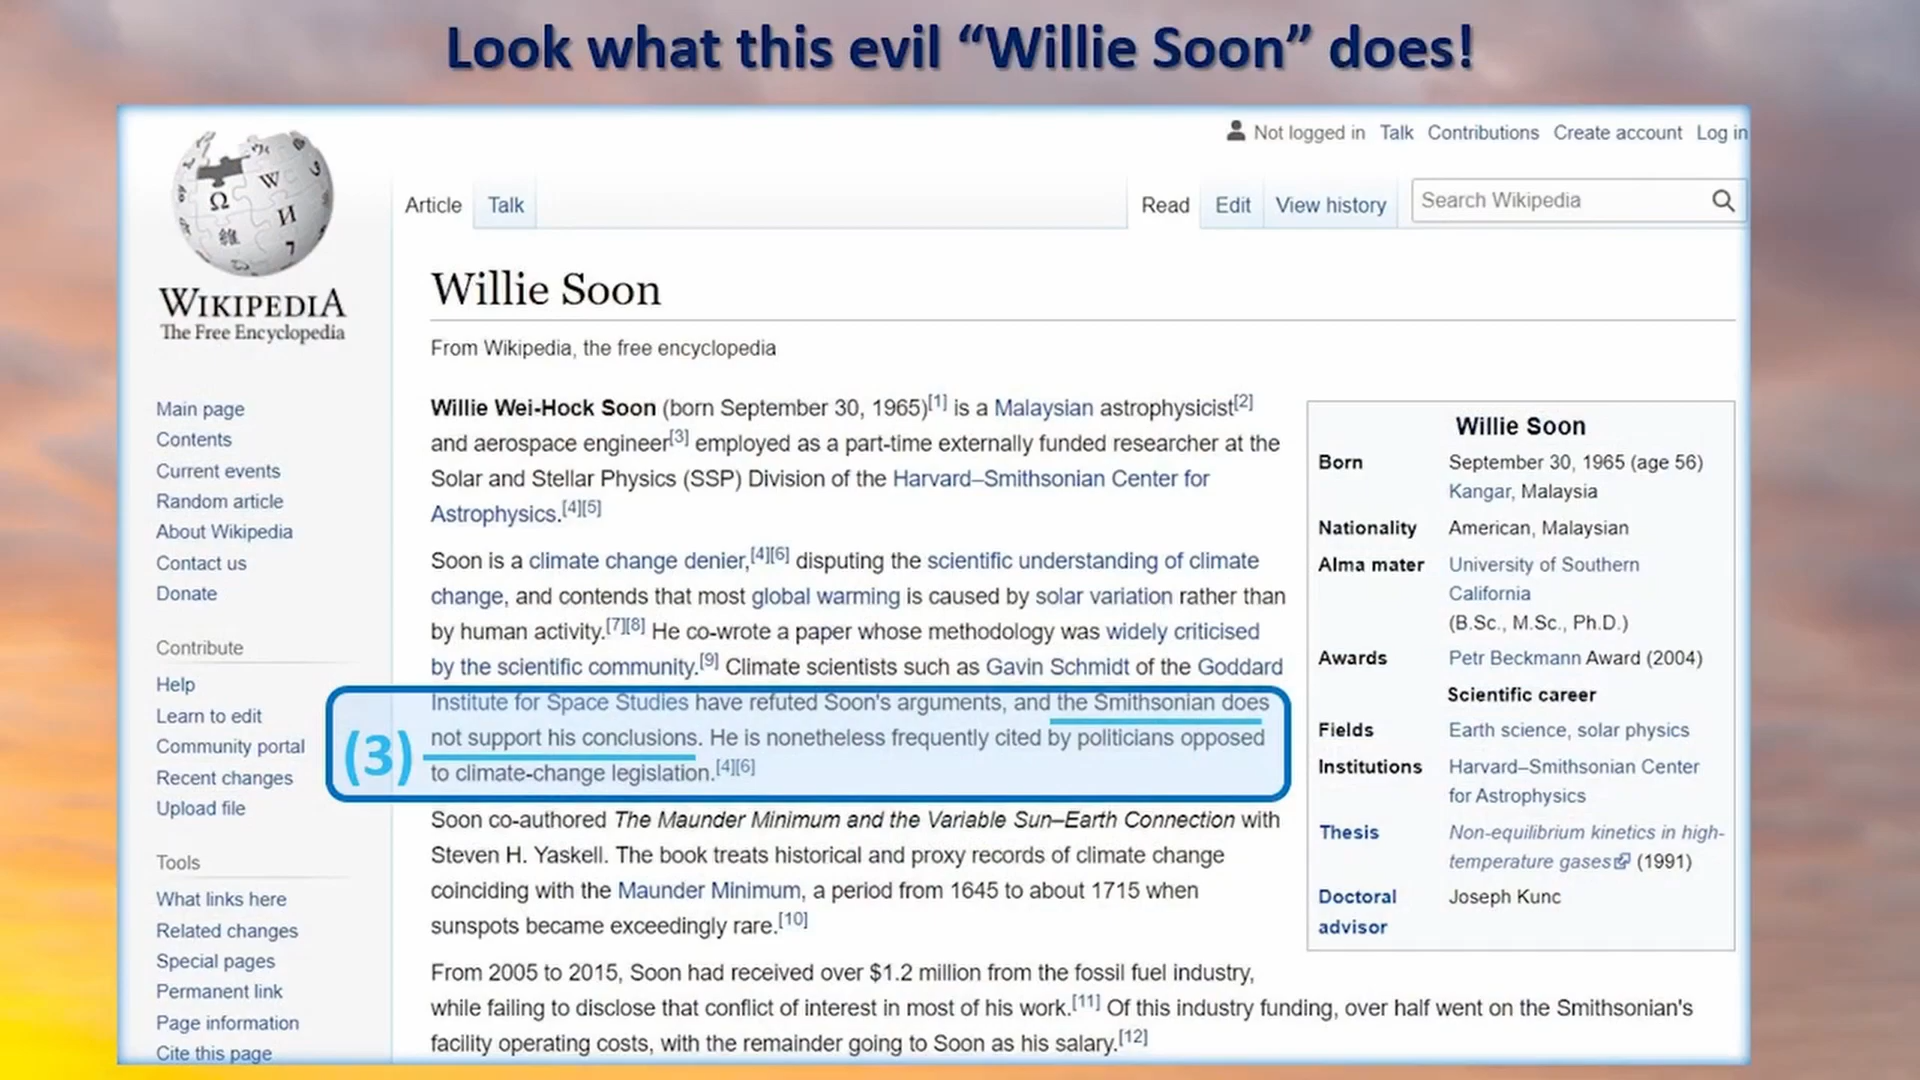 Look what this evil “Willie Soon” does!
Not logged in Talk Contributions Create account Log in
Article Talk Read Edit View history Search Wikipedia
Ω W И 維 7
WIKIPEDIA
The Free Encyclopedia
Main page
Contents
Current events
Random article
About Wikipedia
Contact us
Donate
Contribute
Help
Learn to edit
Community portal
Recent changes
Upload file
Tools
What links here
Related changes
Special pages
Permanent link
Page information
Cite this page
Willie Soon
From Wikipedia, the free encyclopedia
Willie Wei-Hock Soon (born September 30, 1965)[1] is a Malaysian astrophysicist[2]
and aerospace engineer[3] employed as a part-time externally funded researcher at the
Solar and Stellar Physics (SSP) Division of the Harvard–Smithsonian Center for
Astrophysics.[4][5]
Soon is a climate change denier,[4][6] disputing the scientific understanding of climate
change, and contends that most global warming is caused by solar variation rather than
by human activity.[7][8] He co-wrote a paper whose methodology was widely criticised
by the scientific community.[9] Climate scientists such as Gavin Schmidt of the Goddard
Institute for Space Studies have refuted Soon's arguments, and the Smithsonian does
(3) not support his conclusions. He is nonetheless frequently cited by politicians opposed
to climate-change legislation.[4][6]
Soon co-authored The Maunder Minimum and the Variable Sun–Earth Connection with
Steven H. Yaskell. The book treats historical and proxy records of climate change
coinciding with the Maunder Minimum, a period from 1645 to about 1715 when
sunspots became exceedingly rare.[10]
From 2005 to 2015, Soon had received over $1.2 million from the fossil fuel industry,
while failing to disclose that conflict of interest in most of his work.[11] Of this industry funding, over half went on the Smithsonian's
facility operating costs, with the remainder going to Soon as his salary.[12]
Willie Soon
Born September 30, 1965 (age 56)
Kangar, Malaysia
Nationality American, Malaysian
Alma mater University of Southern
California
(B.Sc., M.Sc., Ph.D.)
Awards Petr Beckmann Award (2004)
Scientific career
Fields Earth science, solar physics
Institutions Harvard–Smithsonian Center
for Astrophysics
Thesis Non-equilibrium kinetics in high-
temperature gases (1991)
Doctoral Joseph Kunc
advisor